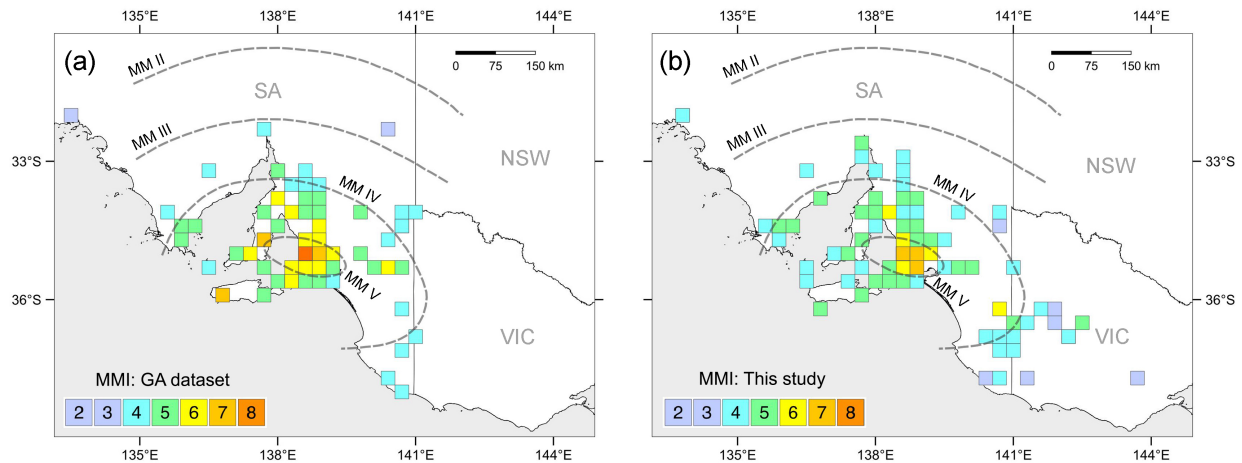 135°E 138°E 141°E 144°E
(a)
0 75 150 km
MM II
SA
MM III
NSW
33°S
MM IV
MM V
36°S
VIC
MMI: GA dataset
2 3 4 5 6 7 8
135°E 138°E 141°E 144°E
135°E 138°E 141°E 144°E
(b)
0 75 150 km
MM II
SA
MM III
NSW
33°S
MM IV
MM V
36°S
VIC
MMI: This study
2 3 4 5 6 7 8
135°E 138°E 141°E 144°E